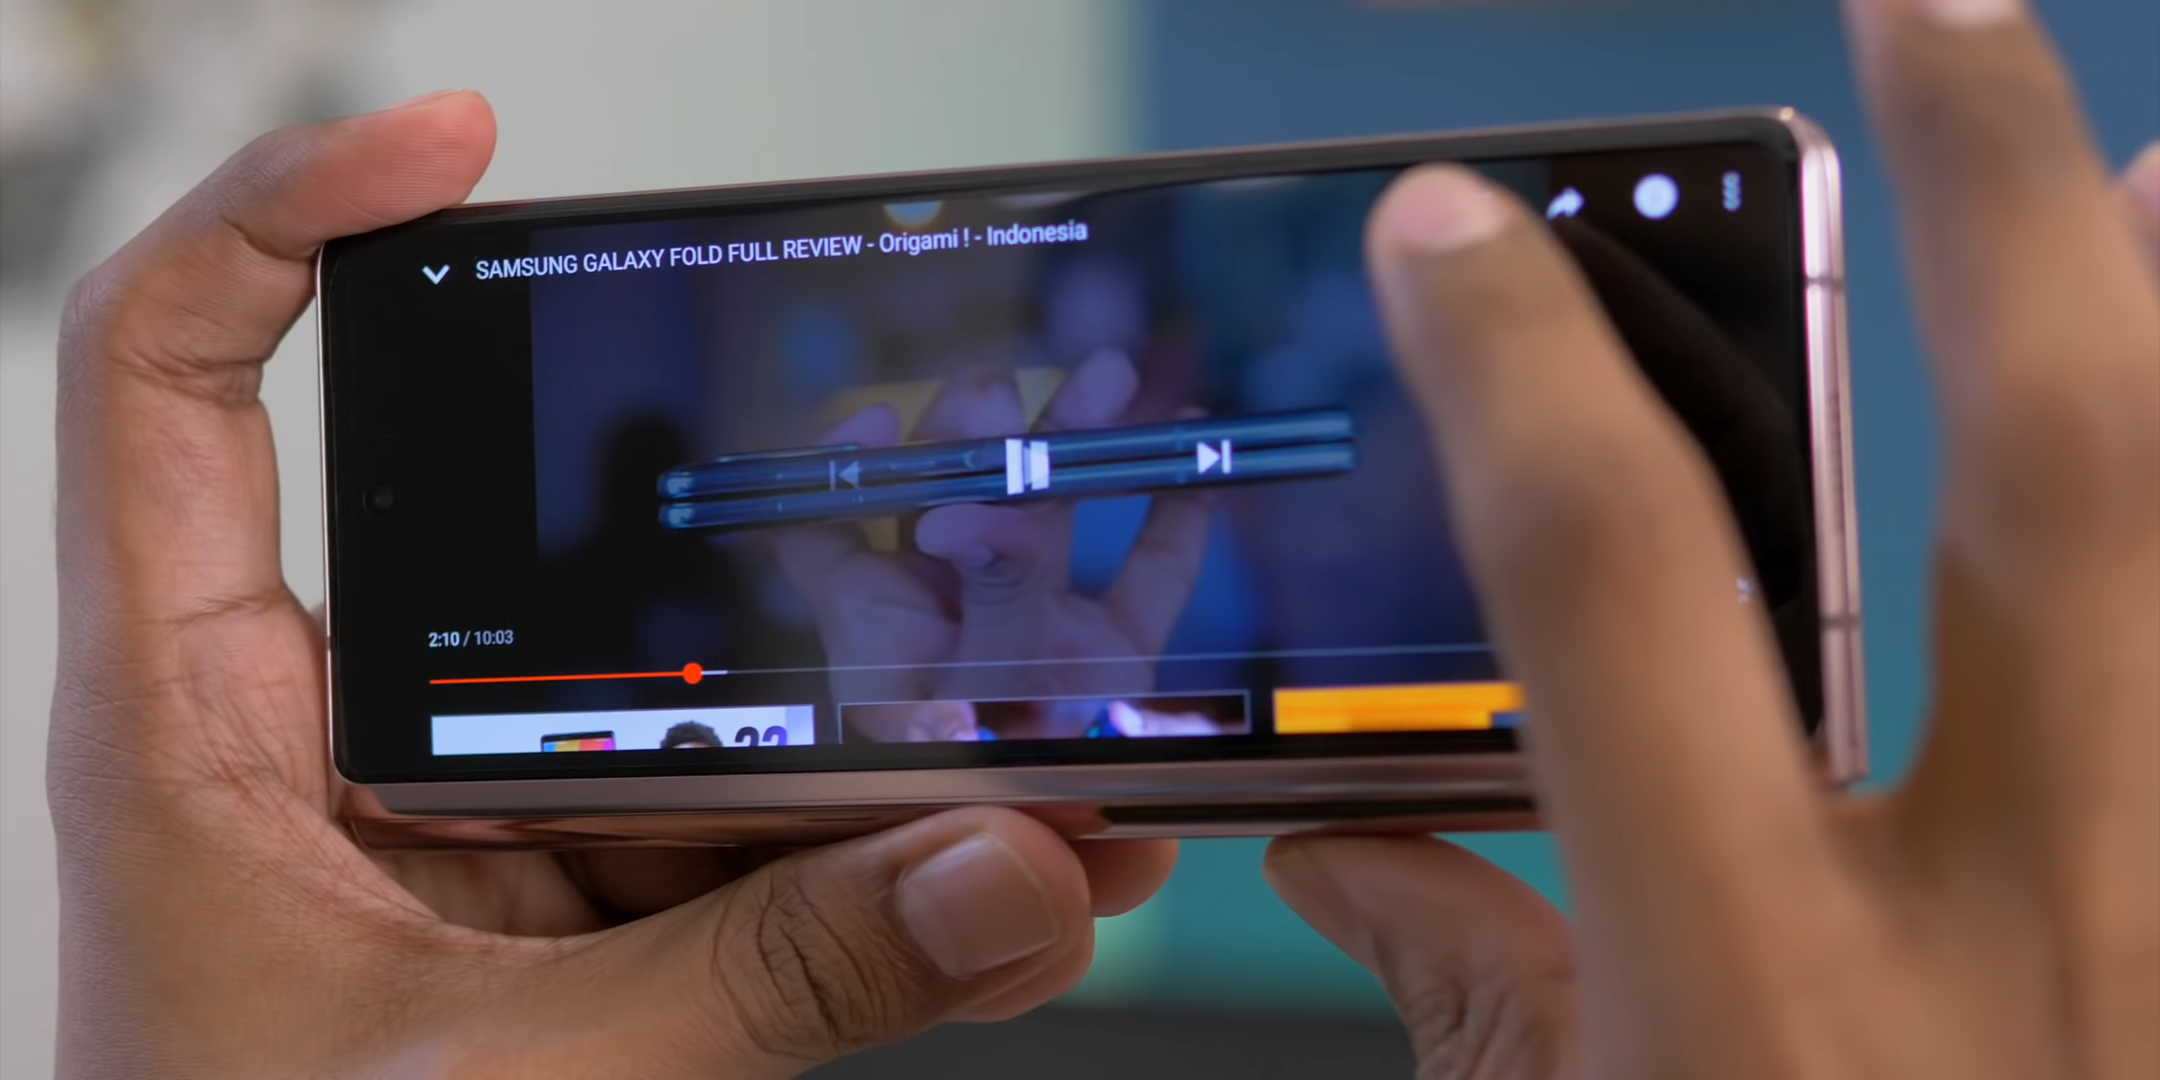 SAMSUNG GALAXY FOLD FULL REVIEW - Origami ! - Indonesia
2:10 / 10:03